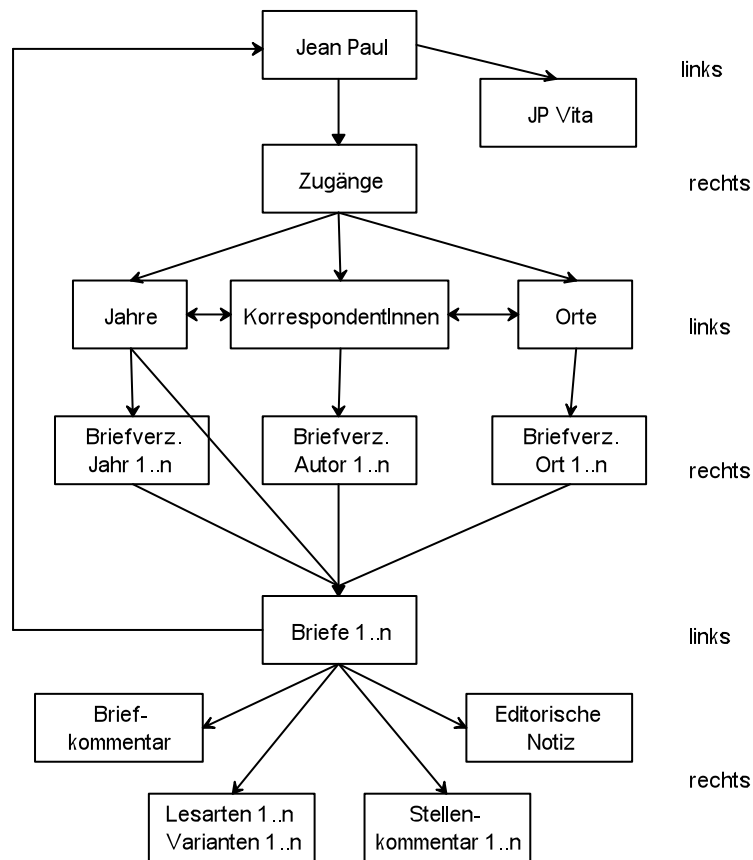 Jean Paul
links
JP Vita
Zugänge
rechts
Jahre
KorrespondentInnen
Orte
links
Briefverz.
Jahr 1..n
Briefverz.
Autor 1..n
Briefverz.
Ort 1..n
rechts
Briefe 1..n
links
Brief-
kommentar
Editorische
Notiz
rechts
Lesarten 1..n
Varianten 1..n
Stellen-
kommentar 1..n